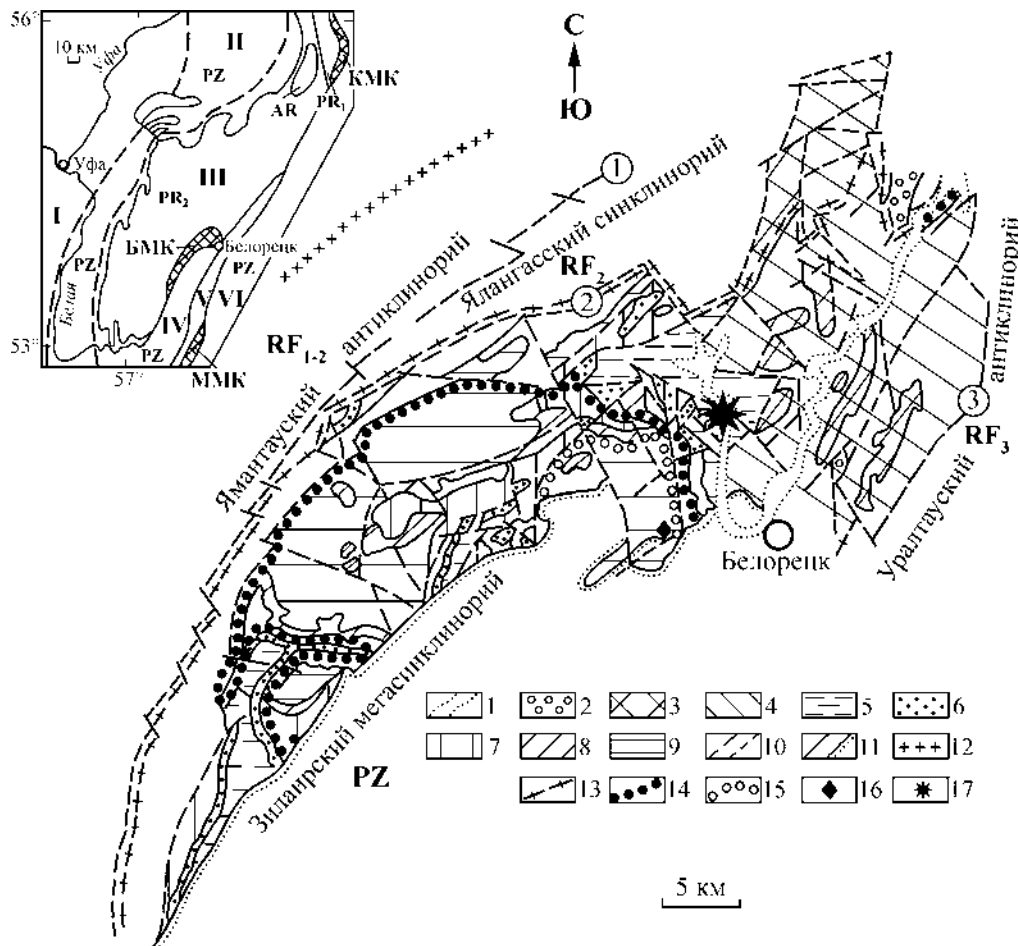 56°
10 км
Уфа
II
PZ
КМК
AR
PR₁
Уфа
III
PR₂
I
БМК
Белорецк
PZ
PZ
Белая
V
VI
IV
53°
57°
PZ
ММК
С
Ю
1
Ялангасский синклинорий
RF₂
2
антиклинорий
RF₁₋₂
Ямантауский
антиклинорий
3
RF₃
Уралтауский
Белорецк
Зилаирский мегасинклинорий
PZ
1 2 3 4 5 6
7 8 9 10 11 12
13 14 15 16 17
5 км